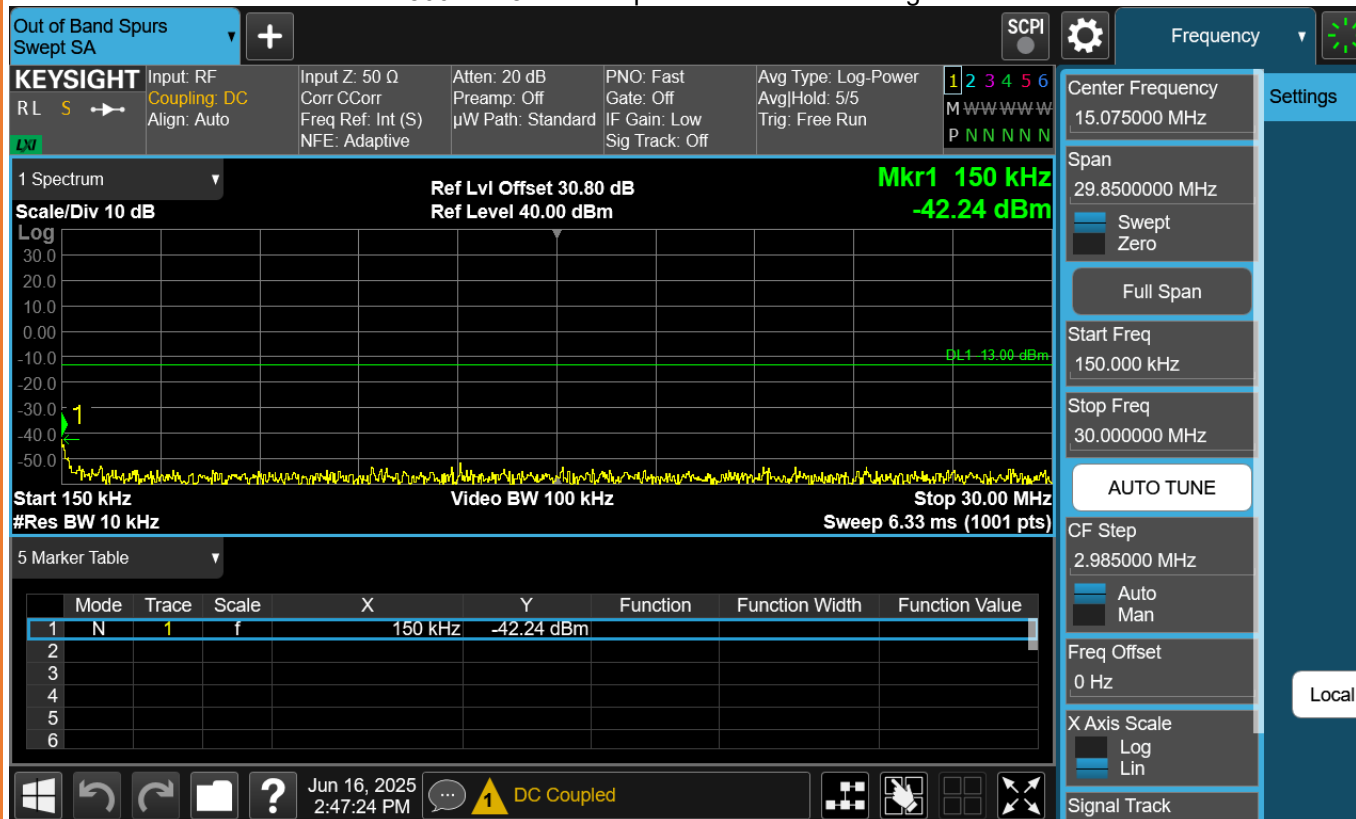 Out of Band Spurs
Swept SA
SCPI
Frequency
KEYSIGHT
RL S
LXI
Input: RF
Coupling: DC
Align: Auto
Input Z: 50 Ω
Corr CCorr
Freq Ref: Int (S)
NFE: Adaptive
Atten: 20 dB
Preamp: Off
µW Path: Standard
PNO: Fast
Gate: Off
IF Gain: Low
Sig Track: Off
Avg Type: Log-Power
Avg|Hold: 5/5
Trig: Free Run
1 2 3 4 5 6
M W W W W W
P N N N N N
1 Spectrum
Scale/Div 10 dB
Ref Lvl Offset 30.80 dB
Ref Level 40.00 dBm
Mkr1 150 kHz
-42.24 dBm
Log
30.0
20.0
10.0
0.00
-10.0
-20.0
-30.0
-40.0
-50.0
DL1 -13.00 dBm
1
Start 150 kHz
Video BW 100 kHz
Stop 30.00 MHz
#Res BW 10 kHz
Sweep 6.33 ms (1001 pts)
5 Marker Table
Mode Trace Scale X Y Function Function Width Function Value
1 N 1 f 150 kHz -42.24 dBm
2
3
4
5
6
Jun 16, 2025
2:47:24 PM
1
DC Coupled
?
Center Frequency
15.075000 MHz
Span
29.8500000 MHz
Swept
Zero
Full Span
Start Freq
150.000 kHz
Stop Freq
30.000000 MHz
AUTO TUNE
CF Step
2.985000 MHz
Auto
Man
Freq Offset
0 Hz
X Axis Scale
Log
Lin
Signal Track
Settings
Local